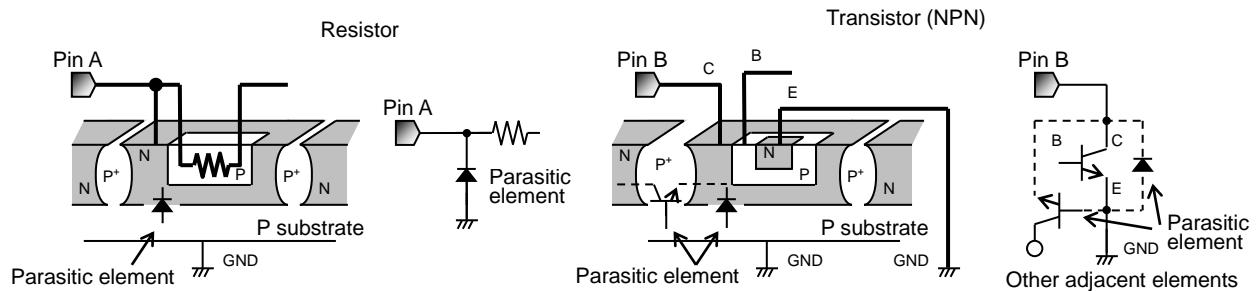 Resistor
Transistor (NPN)
Pin A
Pin B
C
B
E
Pin B
Pin A
B
C
N
P
N
P+
P+
N
N
N
P
P+
P+
N
N
E
Parasitic
element
P substrate
P substrate
Parasitic
element
GND
GND
GND
GND
Parasitic element
Parasitic element
Other adjacent elements